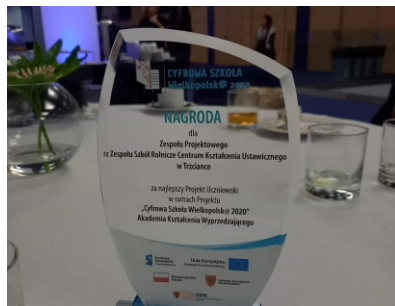 CYFROWA SZKOŁA
Wielkopolsk@ 2020
NAGRODA
dla
Zespołu Projektowego
z Zespołu Szkół Rolnicze Centrum Kształcenia Ustawicznego
w Trzciance
za najlepszy Projekt Uczniowski
w ramach Projektu
„Cyfrowa Szkoła Wielkopolsk@ 2020”
Akademia Kształcenia Wyprzedzającego
Unia Europejska